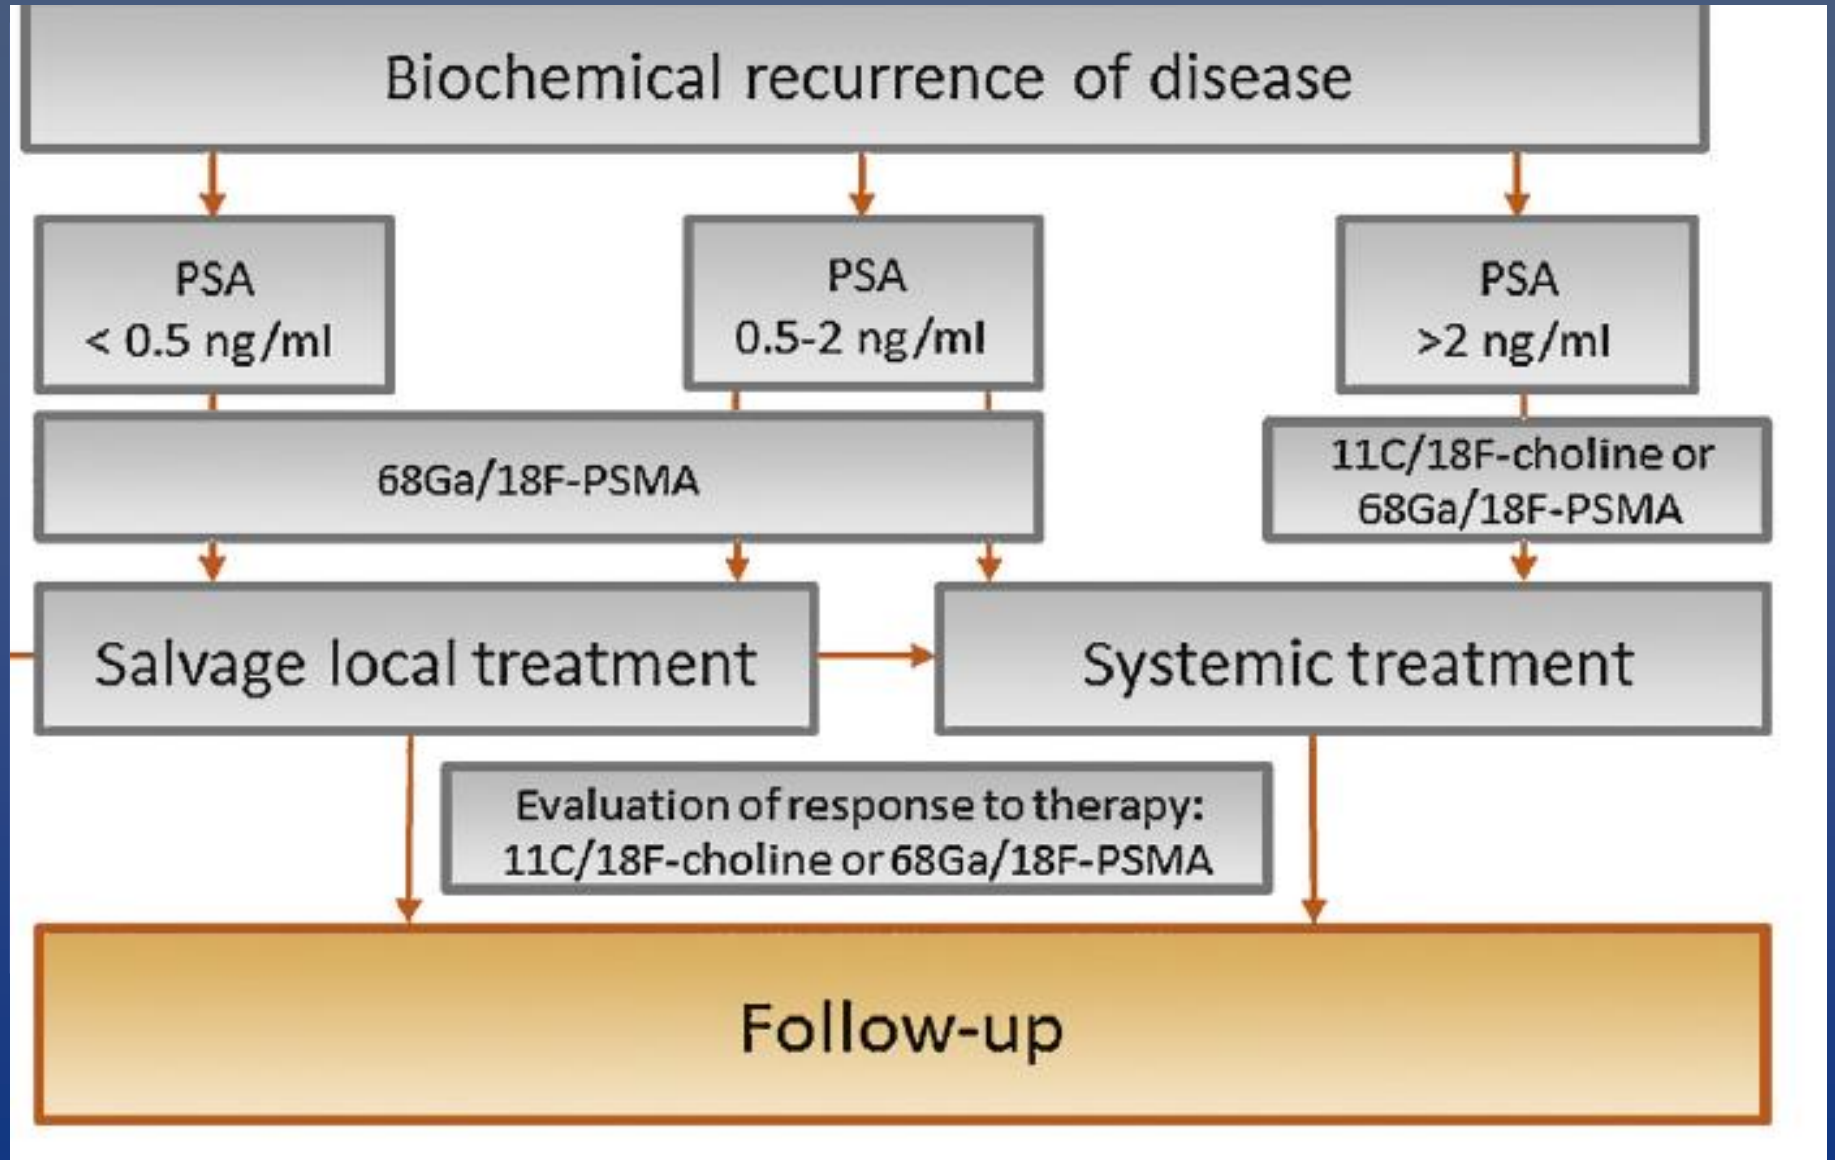 Biochemical recurrence of disease
PSA
< 0.5 ng/ml
PSA
0.5-2 ng/ml
PSA
>2 ng/ml
68Ga/18F-PSMA
11C/18F-choline or
68Ga/18F-PSMA
Salvage local treatment
Systemic treatment
Evaluation of response to therapy:
11C/18F-choline or 68Ga/18F-PSMA
Follow-up